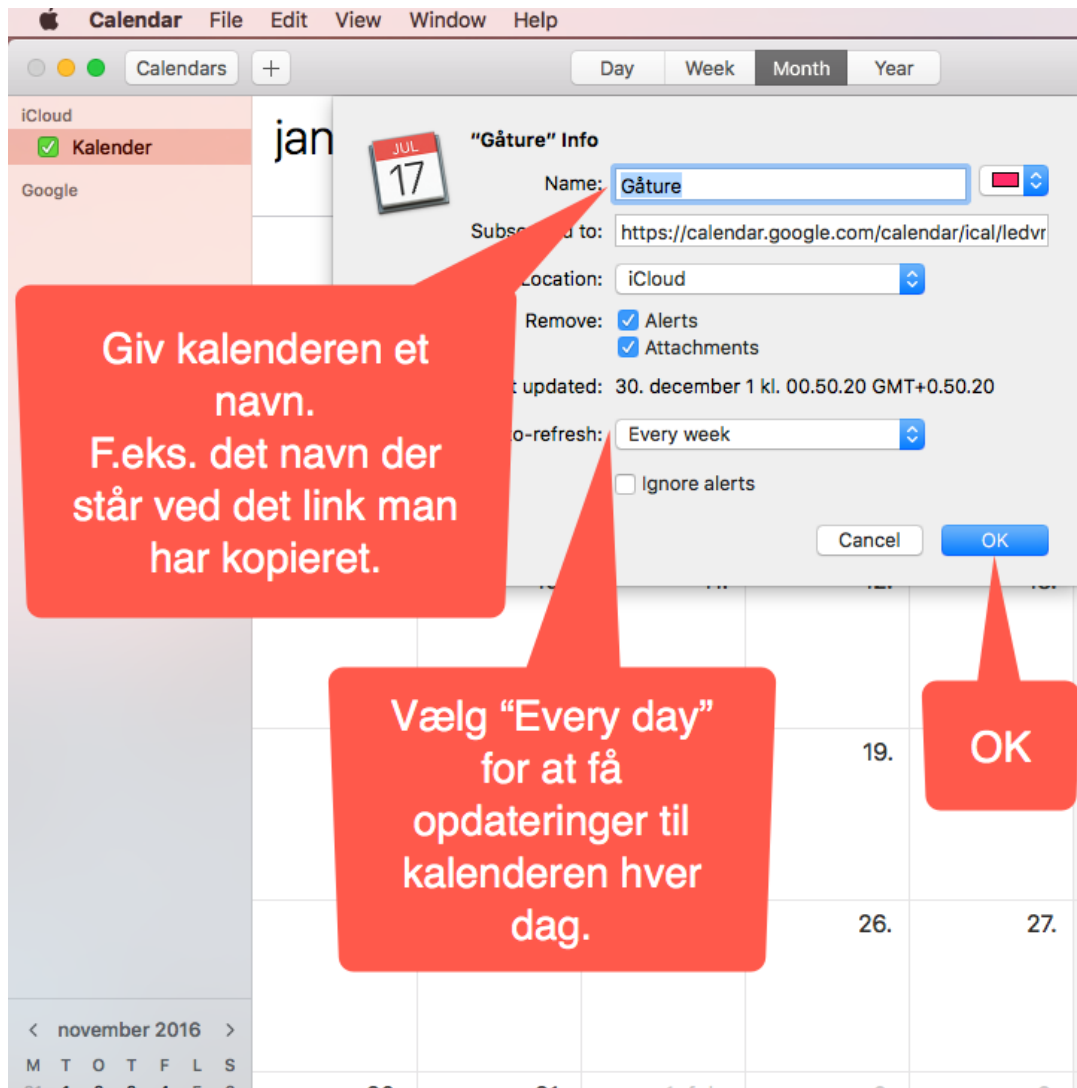 Calendar File Edit View Window Help
Calendars + Day Week Month Year
iCloud
Kalender
Google
jan
JUL
17
"Gåture" Info
Name: Gåture
to: https://calendar.google.com/calendar/ical/ledvr
Location: iCloud
Remove: Alerts
Attachments
updated: 30. december 1 kl. 00.50.20 GMT+0.50.20
o-refresh: Every week
Ignore alerts
Cancel OK
Giv kalenderen et
navn.
F.eks. det navn der
står ved det link man
har kopieret.
Vælg “Every day”
for at få
opdateringer til
kalenderen hver
dag.
OK
19.
26. 27.
< november 2016 >
M T O T F L S